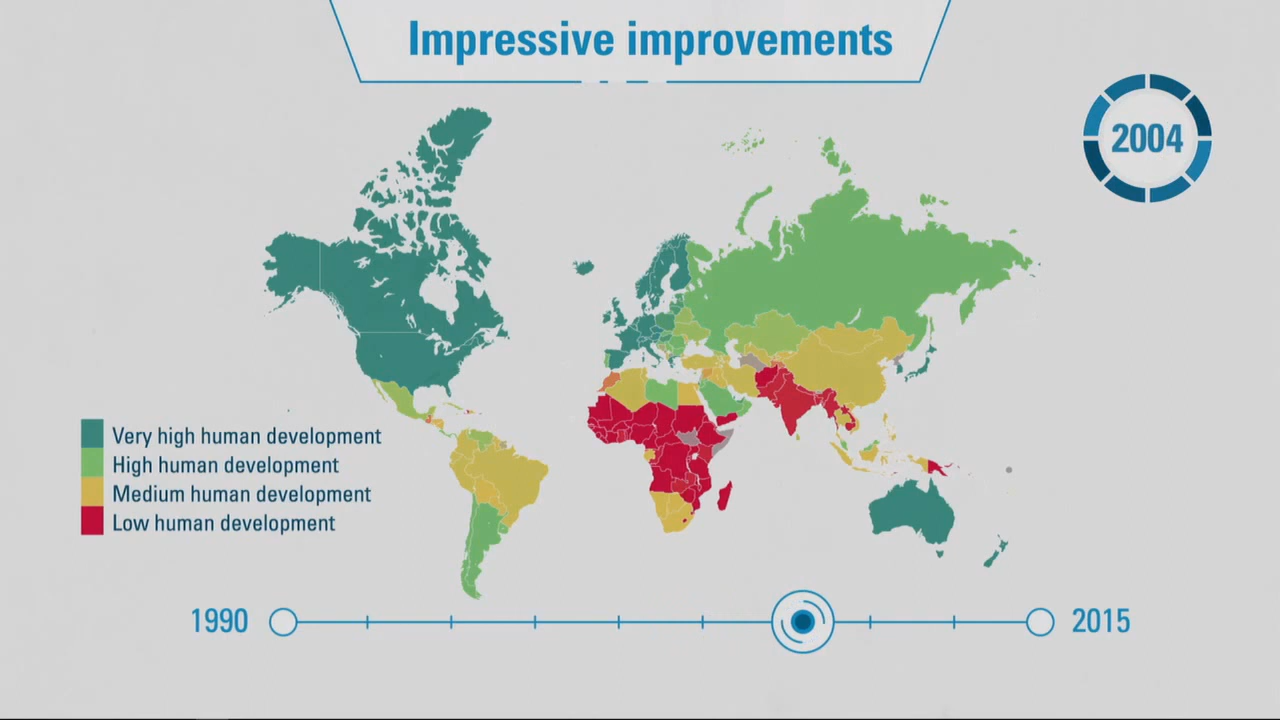 Impressive improvements
2004
Very high human development
High human development
Medium human development
Low human development
1990
2015